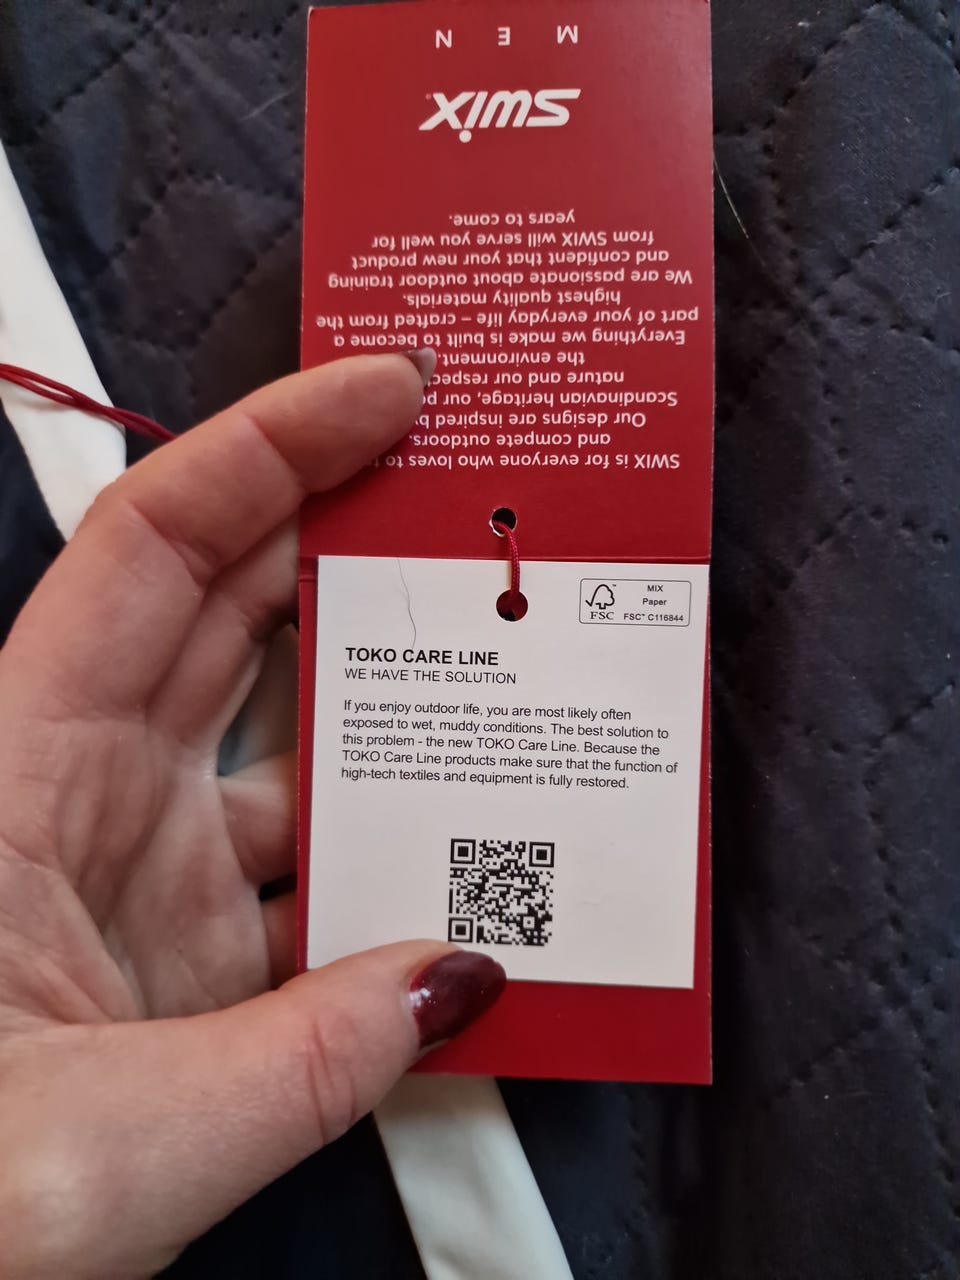 MEN
swix
SWIX is for everyone who loves to
and compete outdoors.
Our designs are inspired
Scandinavian heritage, our
nature and our
the environment.
Everything we make is built to become a
part of your everyday life – crafted from the
highest quality materials.
We are passionate about outdoor training
and confident that your new product
from SWIX will serve you well for
years to come.
FSC™
MIX
Paper
FSC™ C116844
TOKO CARE LINE
WE HAVE THE SOLUTION
If you enjoy outdoor life, you are most likely often
exposed to wet, muddy conditions. The best solution to
this problem - the new TOKO Care Line. Because the
TOKO Care Line products make sure that the function of
high-tech textiles and equipment is fully restored.